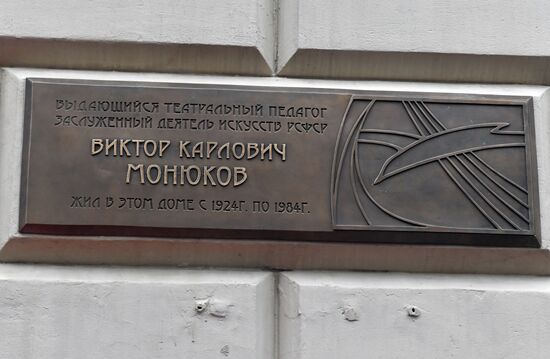 ВЫДАЮЩИЙСЯ ТЕАТРАЛЬНЫЙ ПЕДАГОГ
ЗАСЛУЖЕННЫЙ ДЕЯТЕЛЬ ИСКУССТВ РСФСР
ВИКТОР КАРЛОВИЧ
МОНЮКОВ
ЖИЛ В ЭТОМ ДОМЕ С 1924Г. ПО 1984Г.